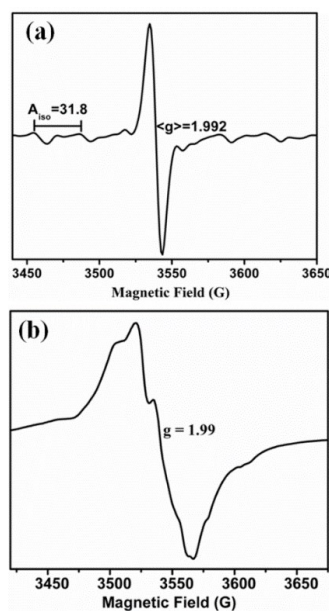 (a)
A_iso=31.8
<g>=1.992
3450 3500 3550 3600 3650
Magnetic Field (G)
(b)
g = 1.99
3450 3500 3550 3600 3650
Magnetic Field (G)